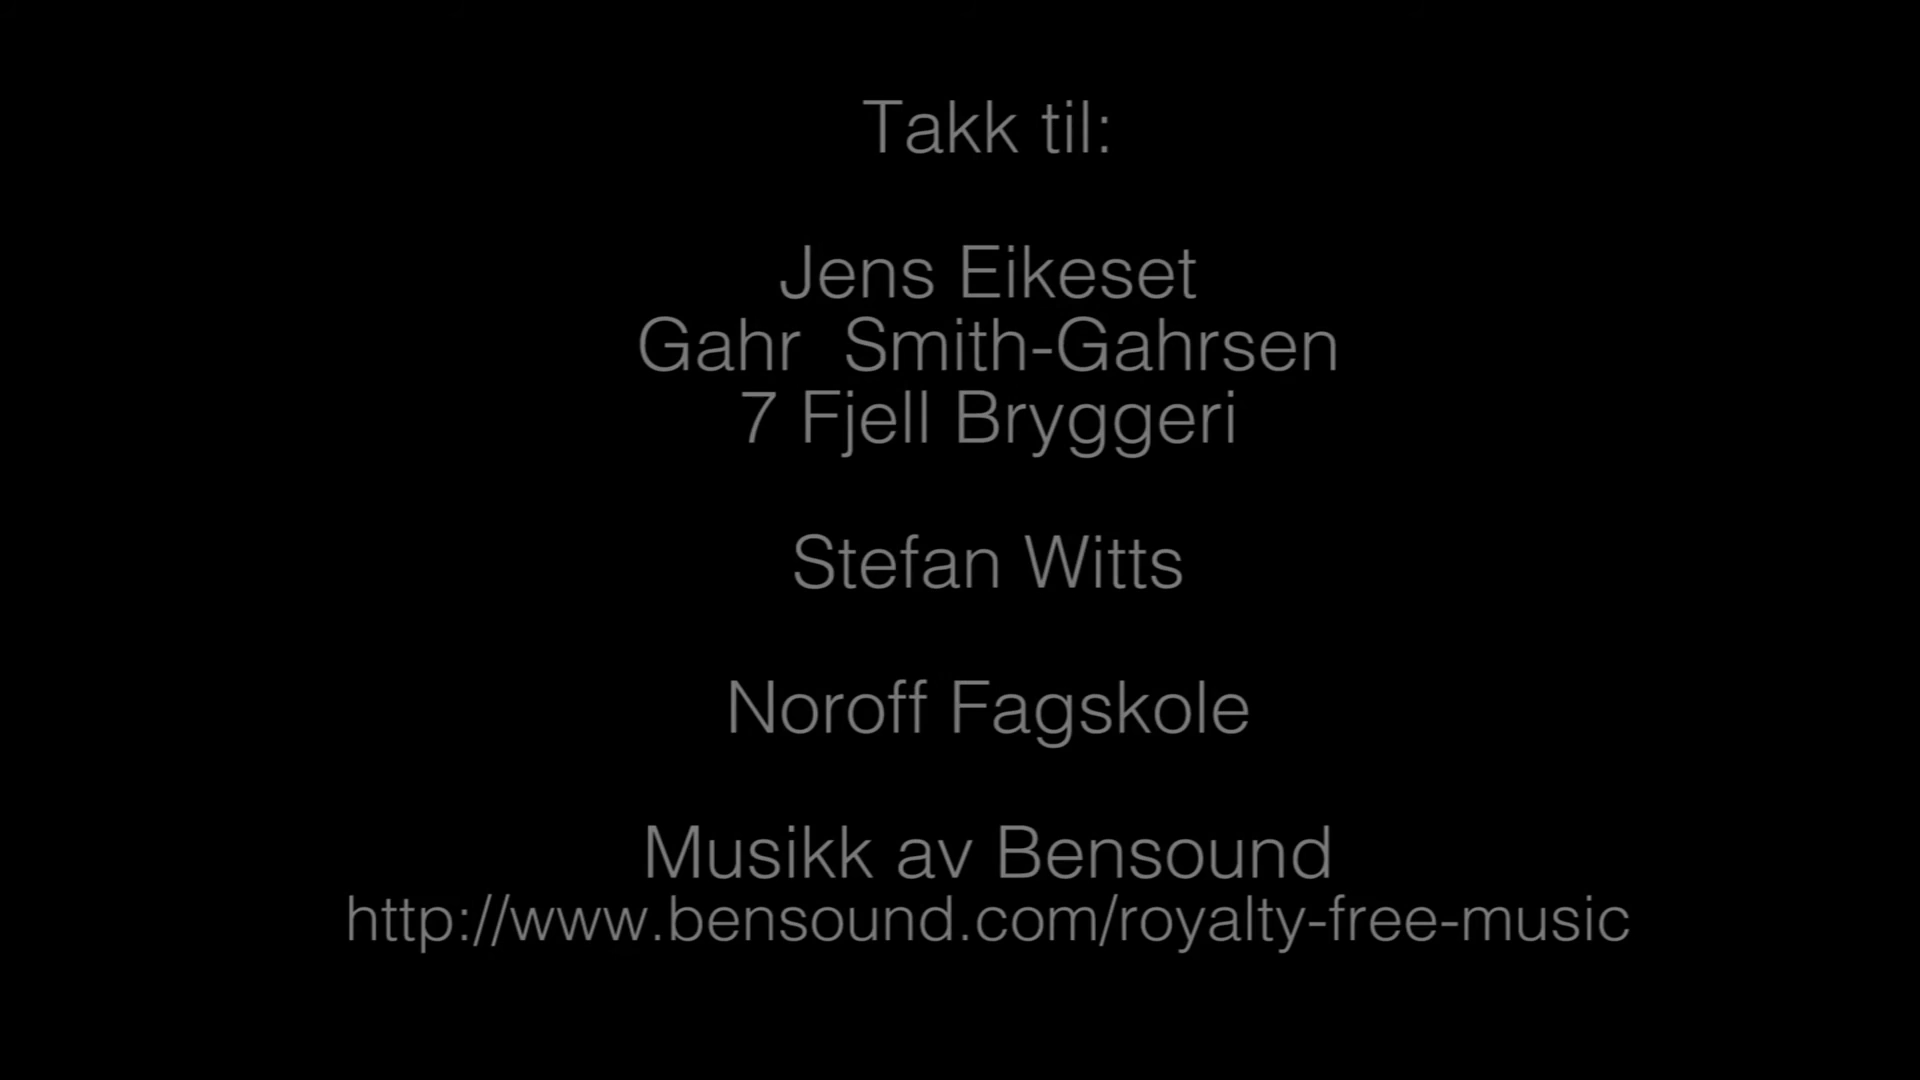 Takk til:
Jens Eikeset
Gahr  Smith-Gahrsen
7 Fjell Bryggeri
Stefan Witts
Noroff Fagskole
Musikk av Bensound
http://www.bensound.com/royalty-free-music